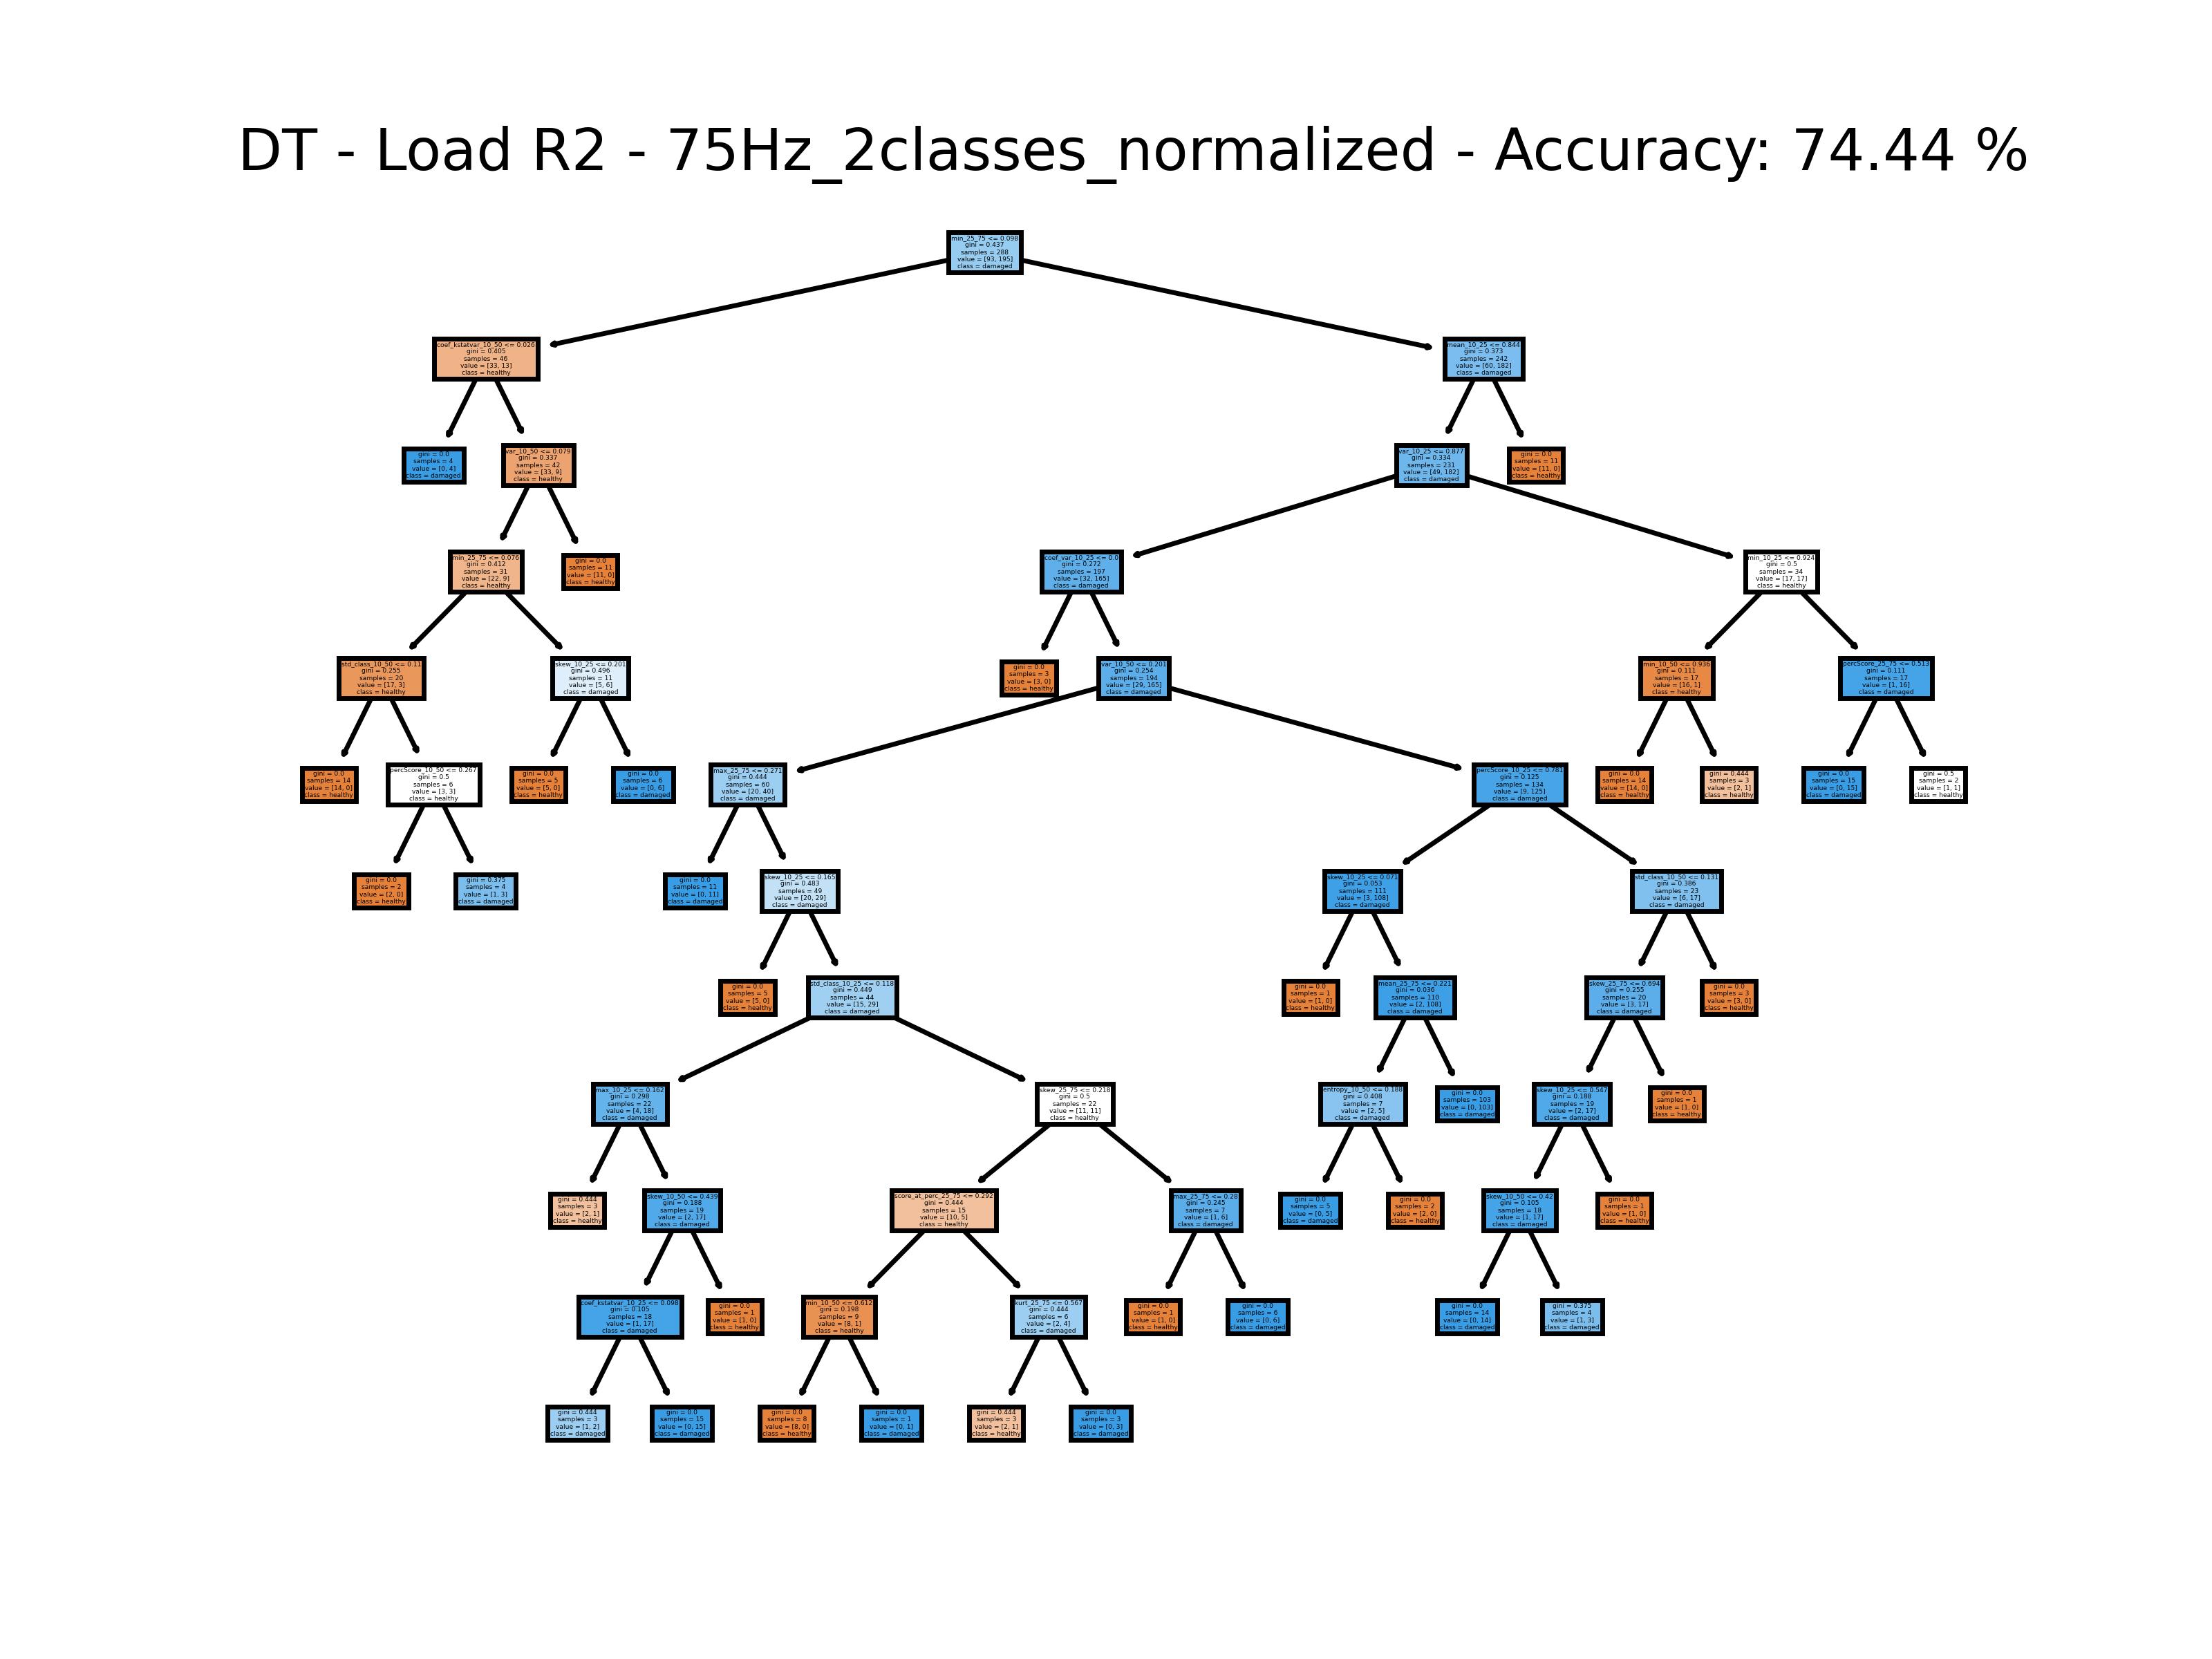 DT - Load R2 - 75Hz_2classes_normalized - Accuracy: 74.44 %
min_25_75 <= 0.098
gini = 0.437
samples = 288
value = [93, 195]
class = damaged
coef_kstatvar_10_50 <= 0.026
gini = 0.405
samples = 46
value = [33, 13]
class = healthy
mean_10_25 <= 0.844
gini = 0.373
samples = 242
value = [60, 182]
class = damaged
gini = 0.0
samples = 4
value = [0, 4]
class = damaged
var_10_50 <= 0.079
gini = 0.337
samples = 42
value = [33, 9]
class = healthy
var_10_25 <= 0.877
gini = 0.334
samples = 231
value = [49, 182]
class = damaged
gini = 0.0
samples = 11
value = [11, 0]
class = healthy
min_25_75 <= 0.076
gini = 0.412
samples = 31
value = [22, 9]
class = healthy
gini = 0.0
samples = 11
value = [11, 0]
class = healthy
coef_var_10_25 <= 0.0
gini = 0.272
samples = 197
value = [32, 165]
class = damaged
min_10_25 <= 0.924
gini = 0.5
samples = 34
value = [17, 17]
class = healthy
std_class_10_50 <= 0.11
gini = 0.255
samples = 20
value = [17, 3]
class = healthy
skew_10_25 <= 0.201
gini = 0.496
samples = 11
value = [5, 6]
class = damaged
gini = 0.0
samples = 3
value = [3, 0]
class = healthy
var_10_50 <= 0.201
gini = 0.254
samples = 194
value = [29, 165]
class = damaged
min_10_50 <= 0.936
gini = 0.111
samples = 17
value = [16, 1]
class = healthy
percScore_25_75 <= 0.513
gini = 0.111
samples = 17
value = [1, 16]
class = damaged
gini = 0.0
samples = 14
value = [14, 0]
class = healthy
percScore_10_50 <= 0.267
gini = 0.5
samples = 6
value = [3, 3]
class = healthy
gini = 0.0
samples = 5
value = [5, 0]
class = healthy
gini = 0.0
samples = 6
value = [0, 6]
class = damaged
max_25_75 <= 0.271
gini = 0.444
samples = 60
value = [20, 40]
class = damaged
percScore_10_25 <= 0.781
gini = 0.125
samples = 134
value = [9, 125]
class = damaged
gini = 0.0
samples = 14
value = [14, 0]
class = healthy
gini = 0.444
samples = 3
value = [2, 1]
class = healthy
gini = 0.0
samples = 15
value = [0, 15]
class = damaged
gini = 0.5
samples = 2
value = [1, 1]
class = healthy
gini = 0.0
samples = 2
value = [2, 0]
class = healthy
gini = 0.375
samples = 4
value = [1, 3]
class = damaged
gini = 0.0
samples = 11
value = [0, 11]
class = damaged
skew_10_25 <= 0.165
gini = 0.483
samples = 49
value = [20, 29]
class = damaged
skew_10_25 <= 0.071
gini = 0.053
samples = 111
value = [3, 108]
class = damaged
std_class_10_50 <= 0.131
gini = 0.386
samples = 23
value = [6, 17]
class = damaged
gini = 0.0
samples = 5
value = [5, 0]
class = healthy
std_class_10_25 <= 0.118
gini = 0.449
samples = 44
value = [15, 29]
class = damaged
gini = 0.0
samples = 1
value = [1, 0]
class = healthy
mean_25_75 <= 0.221
gini = 0.036
samples = 110
value = [2, 108]
class = damaged
skew_25_75 <= 0.694
gini = 0.255
samples = 20
value = [3, 17]
class = damaged
gini = 0.0
samples = 3
value = [3, 0]
class = healthy
max_10_25 <= 0.162
gini = 0.298
samples = 22
value = [4, 18]
class = damaged
skew_25_75 <= 0.218
gini = 0.5
samples = 22
value = [11, 11]
class = healthy
entropy_10_50 <= 0.188
gini = 0.408
samples = 7
value = [2, 5]
class = damaged
gini = 0.0
samples = 103
value = [0, 103]
class = damaged
skew_10_25 <= 0.547
gini = 0.188
samples = 19
value = [2, 17]
class = damaged
gini = 0.0
samples = 1
value = [1, 0]
class = healthy
gini = 0.444
samples = 3
value = [2, 1]
class = healthy
skew_10_50 <= 0.439
gini = 0.188
samples = 19
value = [2, 17]
class = damaged
score_at_perc_25_75 <= 0.292
gini = 0.444
samples = 15
value = [10, 5]
class = healthy
max_25_75 <= 0.28
gini = 0.245
samples = 7
value = [1, 6]
class = damaged
gini = 0.0
samples = 5
value = [0, 5]
class = damaged
gini = 0.0
samples = 2
value = [2, 0]
class = healthy
skew_10_50 <= 0.42
gini = 0.105
samples = 18
value = [1, 17]
class = damaged
gini = 0.0
samples = 1
value = [1, 0]
class = healthy
coef_kstatvar_10_25 <= 0.098
gini = 0.105
samples = 18
value = [1, 17]
class = damaged
gini = 0.0
samples = 1
value = [1, 0]
class = healthy
min_10_50 <= 0.612
gini = 0.198
samples = 9
value = [8, 1]
class = healthy
kurt_25_75 <= 0.567
gini = 0.444
samples = 6
value = [2, 4]
class = damaged
gini = 0.0
samples = 1
value = [1, 0]
class = healthy
gini = 0.0
samples = 6
value = [0, 6]
class = damaged
gini = 0.0
samples = 14
value = [0, 14]
class = damaged
gini = 0.375
samples = 4
value = [1, 3]
class = damaged
gini = 0.444
samples = 3
value = [1, 2]
class = damaged
gini = 0.0
samples = 15
value = [0, 15]
class = damaged
gini = 0.0
samples = 8
value = [8, 0]
class = healthy
gini = 0.0
samples = 1
value = [0, 1]
class = damaged
gini = 0.444
samples = 3
value = [2, 1]
class = healthy
gini = 0.0
samples = 3
value = [0, 3]
class = damaged